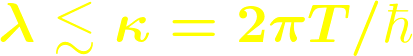 λ ≲ κ = 2πT/ℏ